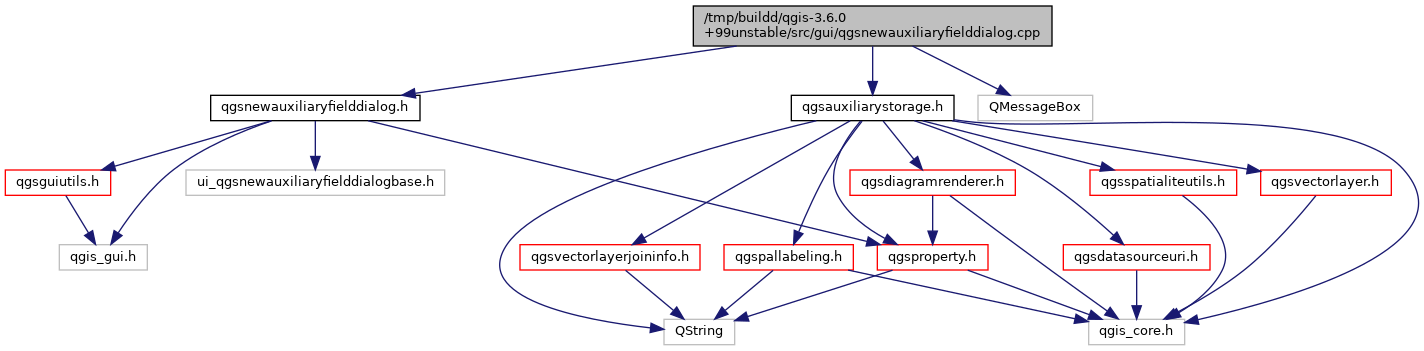 /tmp/buildd/qgis-3.6.0
+99unstable/src/gui/qgsnewauxiliaryfielddialog.cpp
qgsnewauxiliaryfielddialog.h
qgsauxiliarystorage.h
QMessageBox
qgsguiutils.h
ui_qgsnewauxiliaryfielddialogbase.h
qgsdiagramrenderer.h
qgsspatialiteutils.h
qgsvectorlayer.h
qgis_gui.h
qgsvectorlayerjoininfo.h
qgspallabeling.h
qgsproperty.h
qgsdatasourceuri.h
QString
qgis_core.h